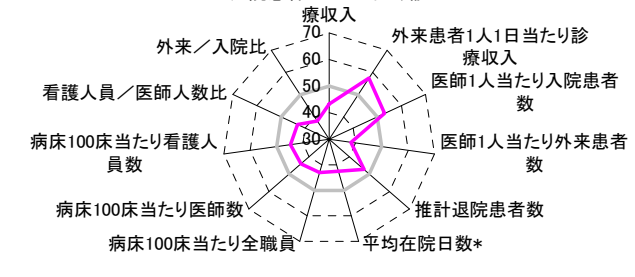 療収入
外来患者1人1日当たり診
療収入
医師1人当たり入院患者
数
医師1人当たり外来患者
数
推計退院患者数
平均在院日数*
病床100床当たり全職員
病床100床当たり医師数
病床100床当たり看護人
員数
看護人員／医師人数比
外来／入院比
70
60
50
40
30